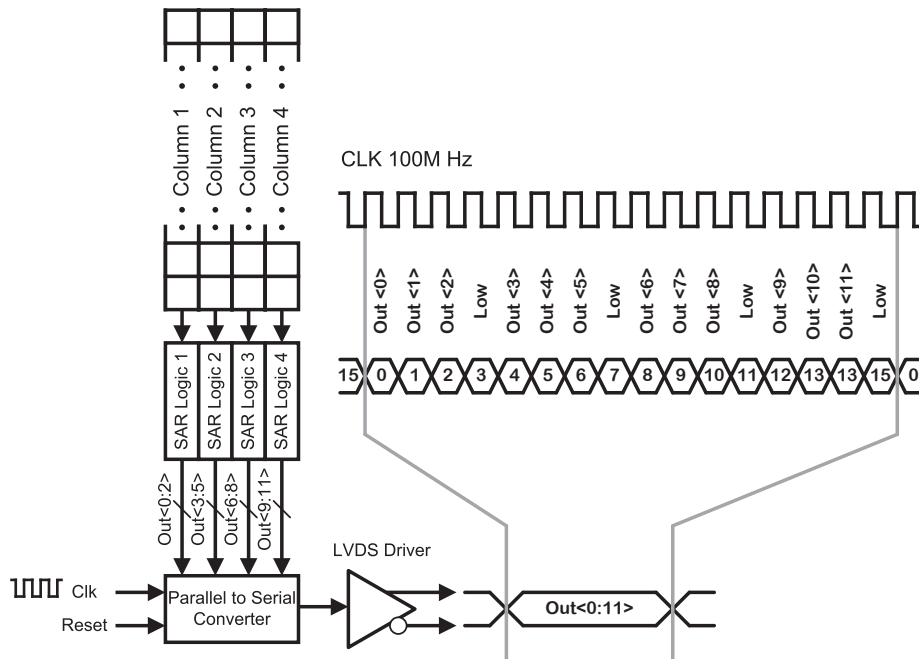 Column 1
Column 2
Column 3
Column 4
CLK 100M Hz
Out <0>
Out <1>
Out <2>
Low
Out <3>
Out <4>
Out <5>
Low
Out <6>
Out <7>
Out <8>
Low
Out <9>
Out <10>
Out <11>
Low
15 0 1 2 3 4 5 6 7 8 9 10 11 12 13 13 15 0
SAR Logic 1
SAR Logic 2
SAR Logic 3
SAR Logic 4
Out<0:2>
Out<3:5>
Out<6:8>
Out<9:11>
LVDS Driver
Clk
Reset
Parallel to Serial
Converter
Out<0:11>